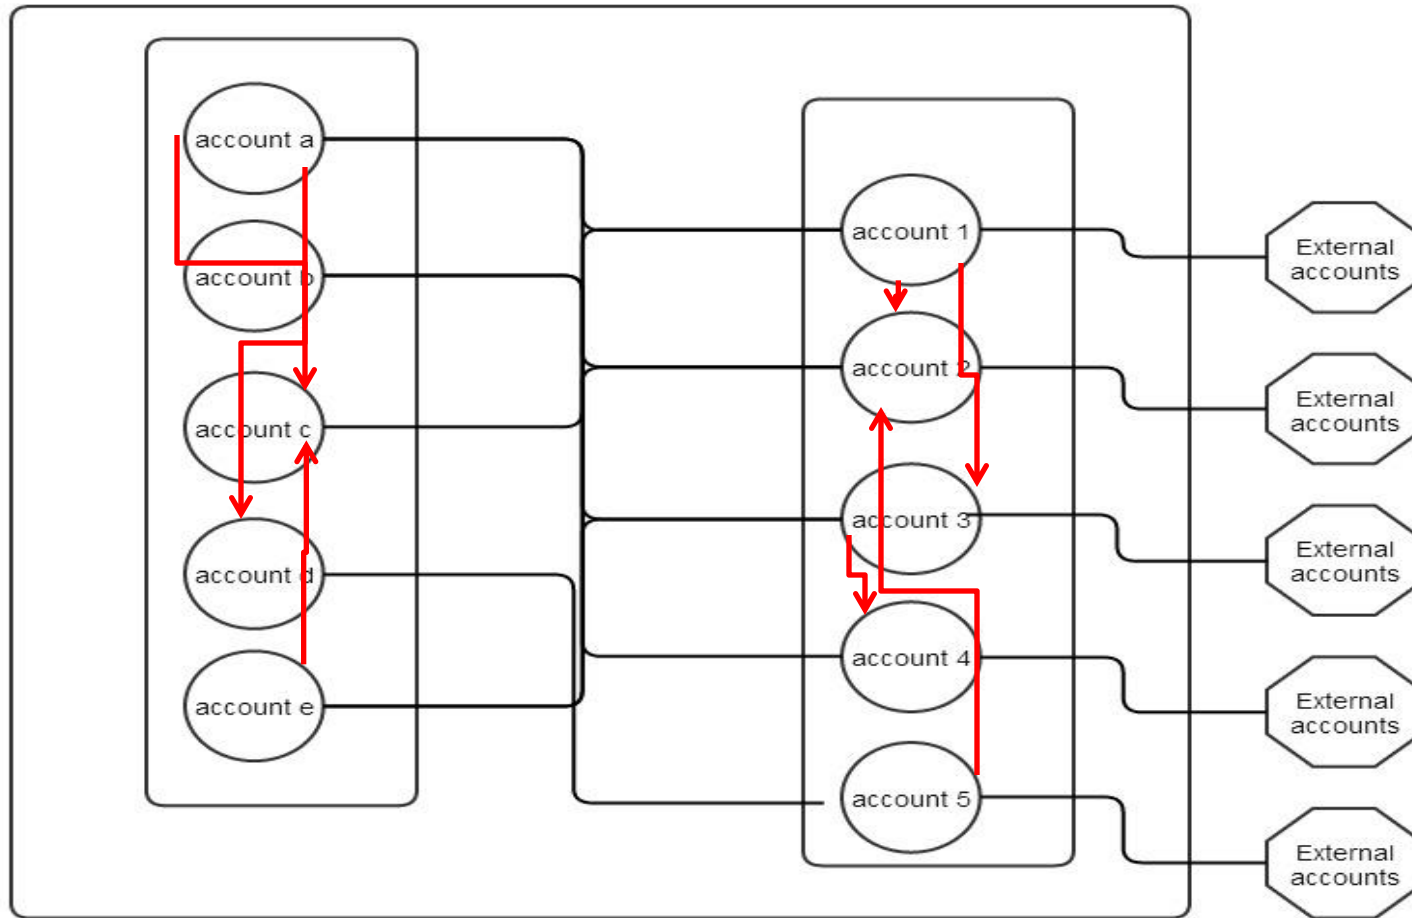 account a
account b
account c
account d
account e
account 1
account 2
account 3
account 4
account 5
External
accounts
External
accounts
External
accounts
External
accounts
External
accounts